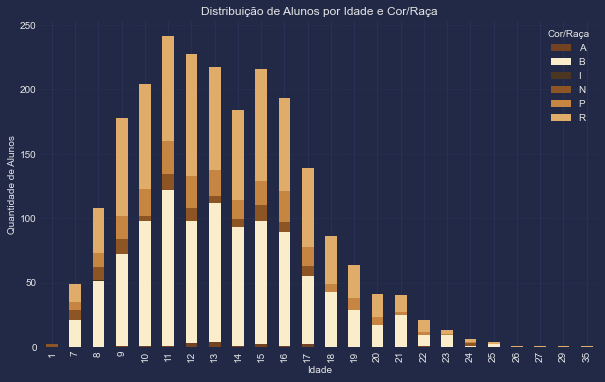 Distribuição de Alunos por Idade e Cor/Raça
250
200
150
100
50
0
Quantidade de Alunos
Cor/Raça
A
B
I
N
P
R
1 7 8 9 10 11 12 13 14 15 16 17 18 19 20 21 22 23 24 25 26 27 30 35
Idade